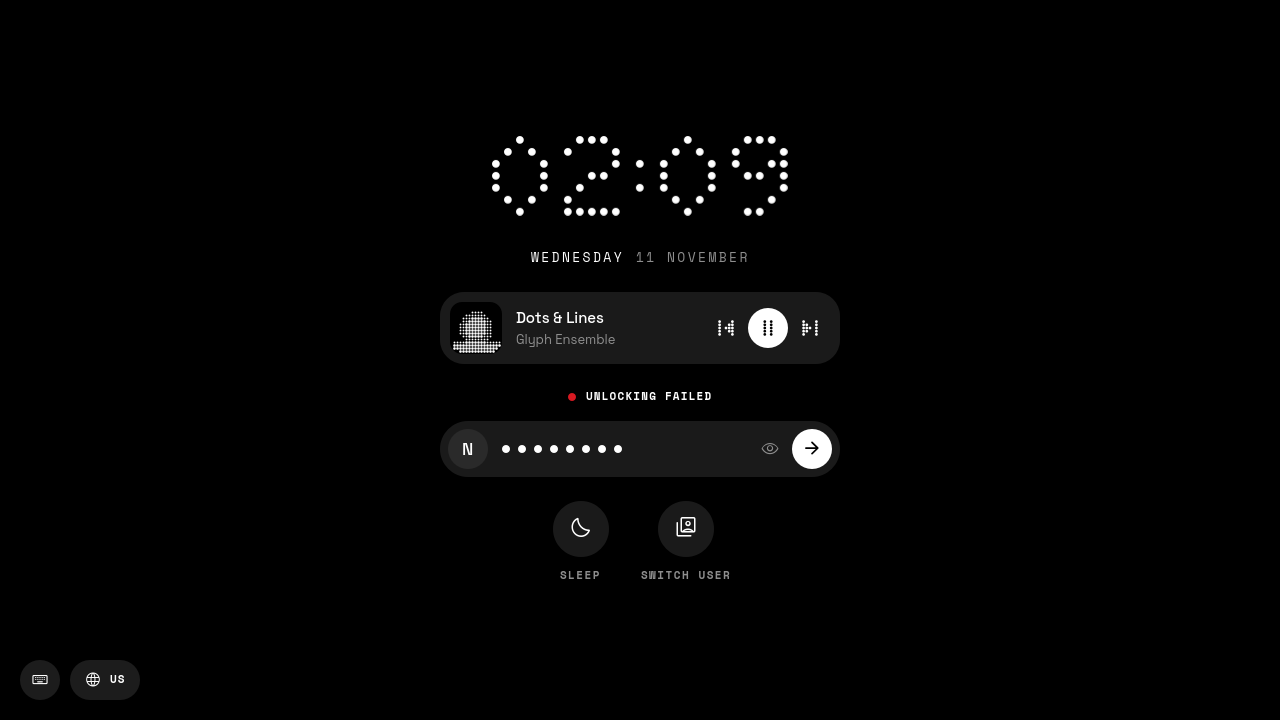 02:09
WEDNESDAY 11 NOVEMBER
Dots & Lines
Glyph Ensemble
UNLOCKING FAILED
N
SLEEP
SWITCH USER
US